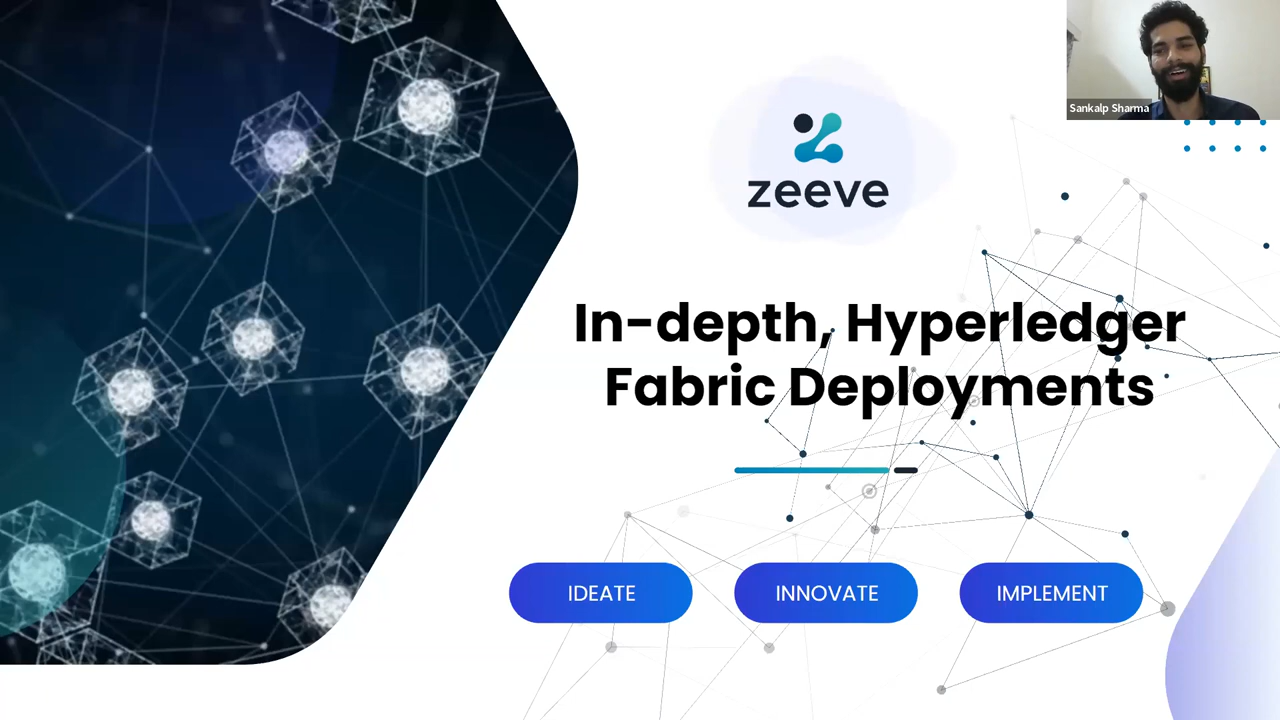 Sankalp Sharma
zeeve
In-depth, Hyperledger
Fabric Deployments
IDEATE
INNOVATE
IMPLEMENT